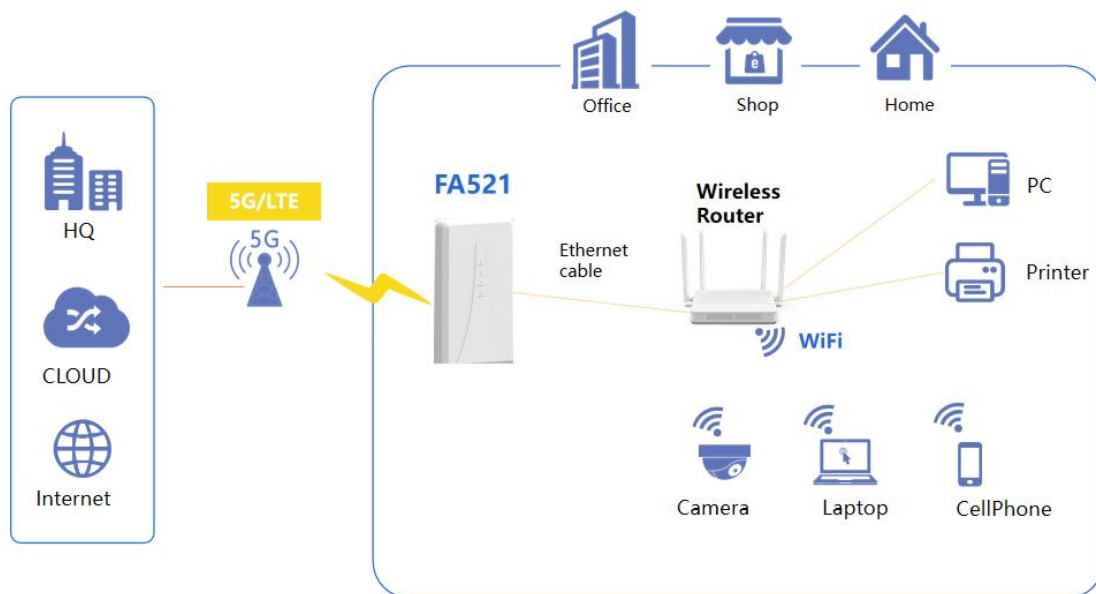 Office
Shop
Home
e
HQ
CLOUD
Internet
5G/LTE
5G
FA521
Ethernet
cable
Wireless
Router
WiFi
PC
Printer
Camera
Laptop
CellPhone